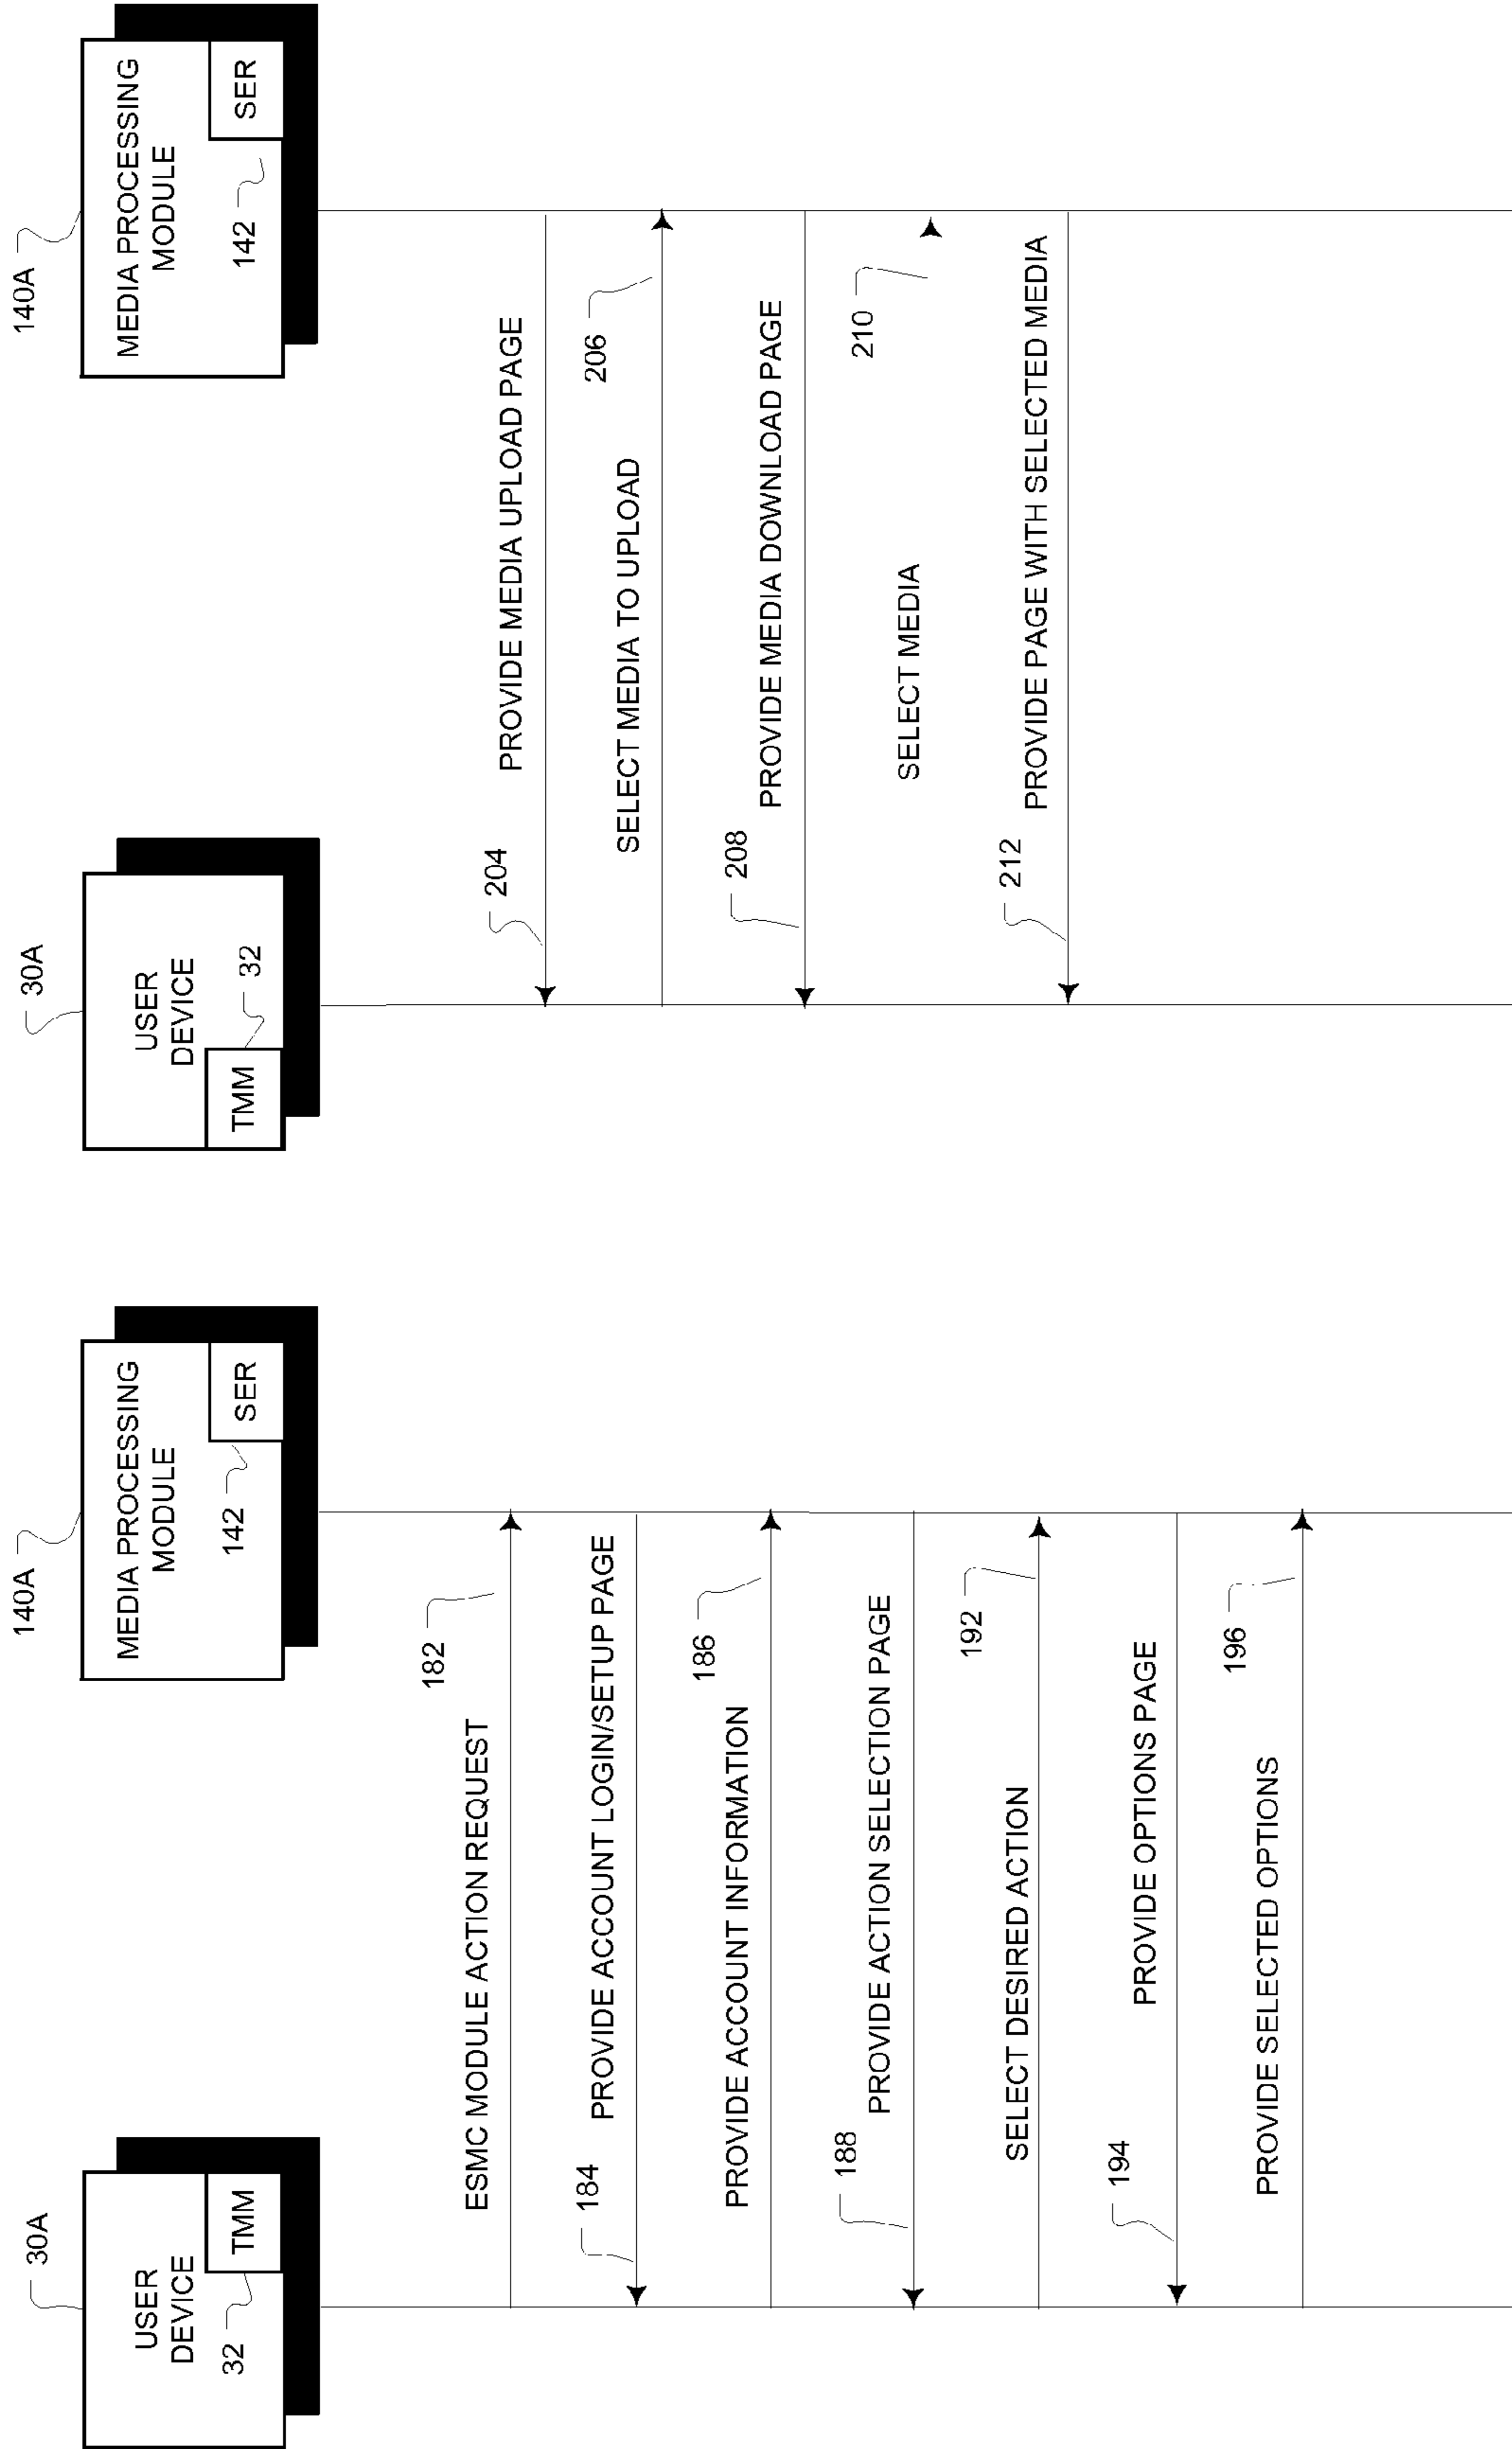 30A
USER
DEVICE
TMM
32
140A
MEDIA PROCESSING
MODULE
SER
142
182
ESMC MODULE ACTION REQUEST
184
PROVIDE ACCOUNT LOGIN/SETUP PAGE
186
PROVIDE ACCOUNT INFORMATION
188
PROVIDE ACTION SELECTION PAGE
192
SELECT DESIRED ACTION
194
PROVIDE OPTIONS PAGE
196
PROVIDE SELECTED OPTIONS
30A
USER
DEVICE
TMM
32
140A
MEDIA PROCESSING
MODULE
SER
142
204
PROVIDE MEDIA UPLOAD PAGE
206
SELECT MEDIA TO UPLOAD
208
PROVIDE MEDIA DOWNLOAD PAGE
210
SELECT MEDIA
212
PROVIDE PAGE WITH SELECTED MEDIA